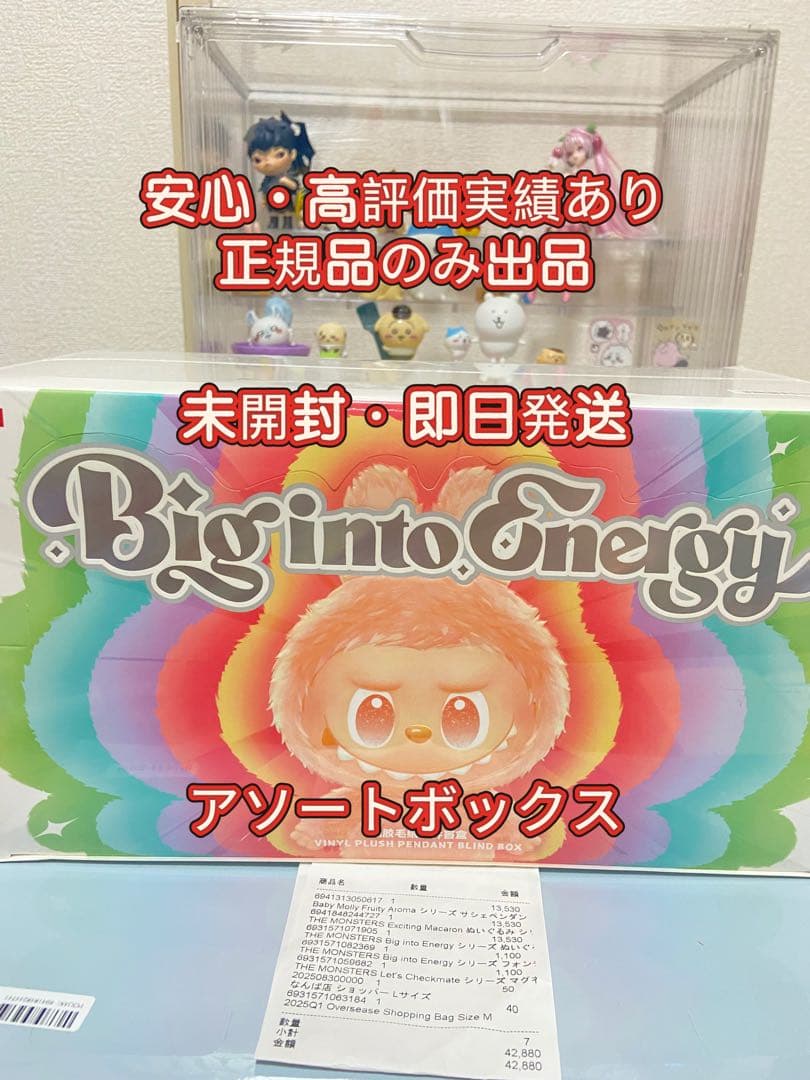 安心・高評価実績あり
正規品のみ出品
未開封・即日発送
Big into Energy
アソートボックス
VINYL PLUSH PENDANT BLIND BOX
商品名 数量 金額
6941313050617 1 13,530
Baby Molly Fruity Aroma シリーズ サシェペンダン
6941848244727 1 13,530
THE MONSTERS Exciting Macaron ぬいぐるみ シ
6931571071905 1 13,530
THE MONSTERS Big into Energy シリーズ ぬいぐ
6931571082369 1 1,100
THE MONSTERS Big into Energy シリーズ フォン
6931571059682 1 1,100
THE MONSTERS Let's Checkmate シリーズ マグネ
202508300000 1 50
なんば店 ショッパー Lサイズ
6931571063184 1 40
2025Q1 Oversease Shopping Bag Size M
数量 7
小計 42,880
金額 42,880